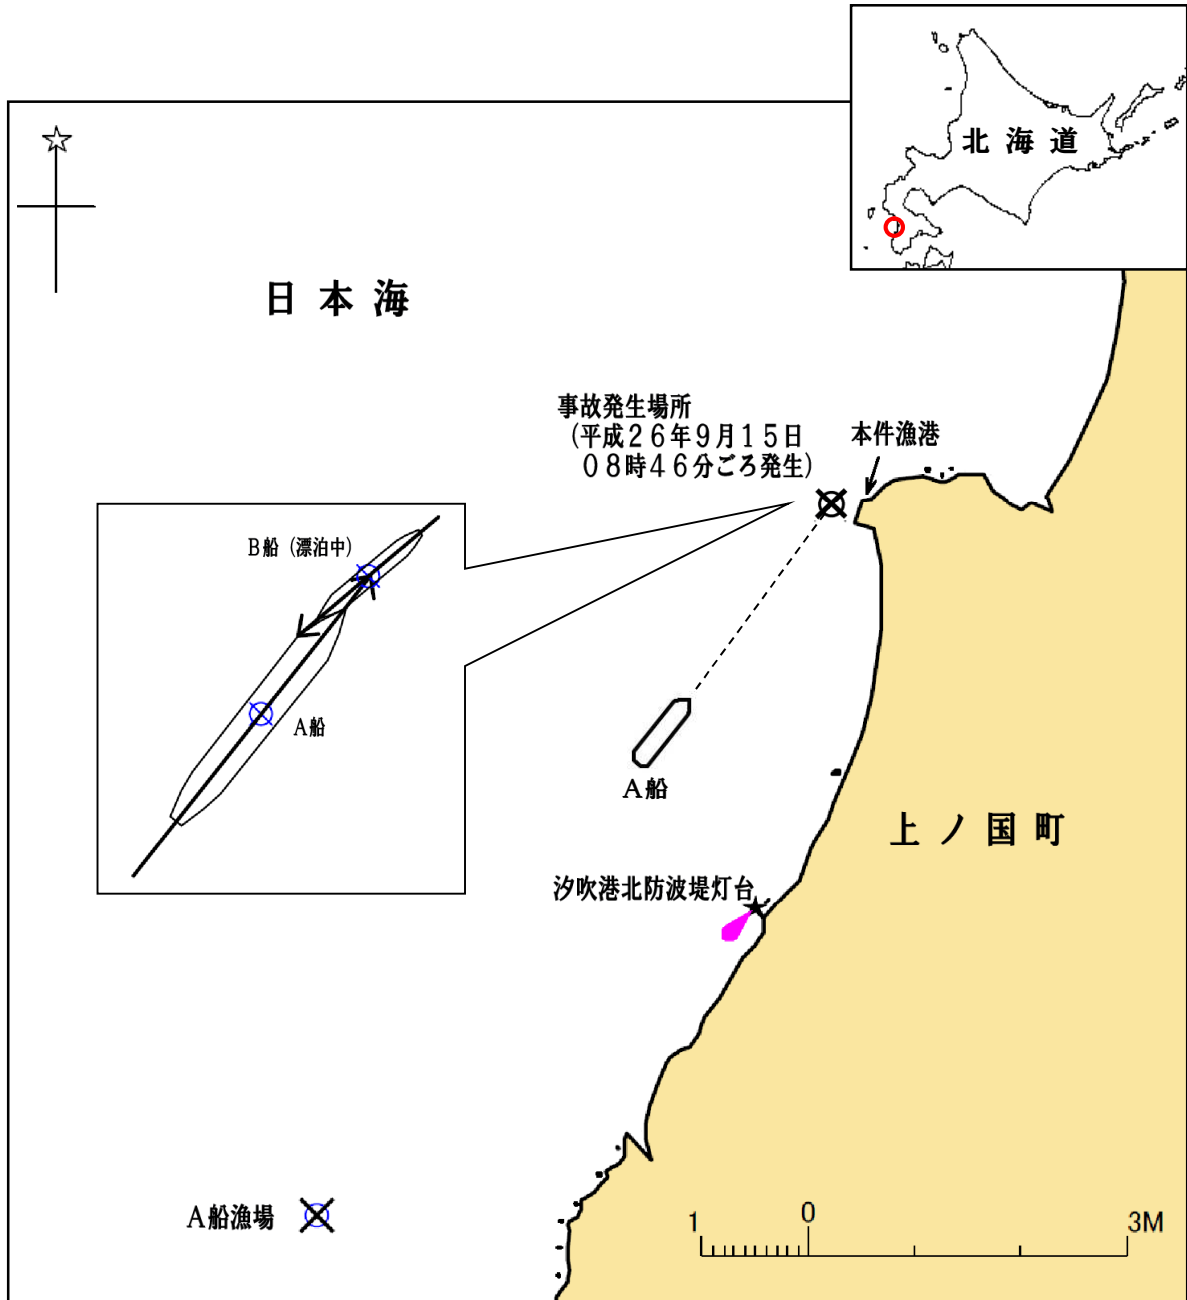 北海道
日本海
事故発生場所
(平成26年9月15日
08時46分ごろ発生)
本件漁港
B船(漂泊中)
A船
A船
上ノ国町
汐吹港北防波堤灯台
A船漁場
1 0 3M